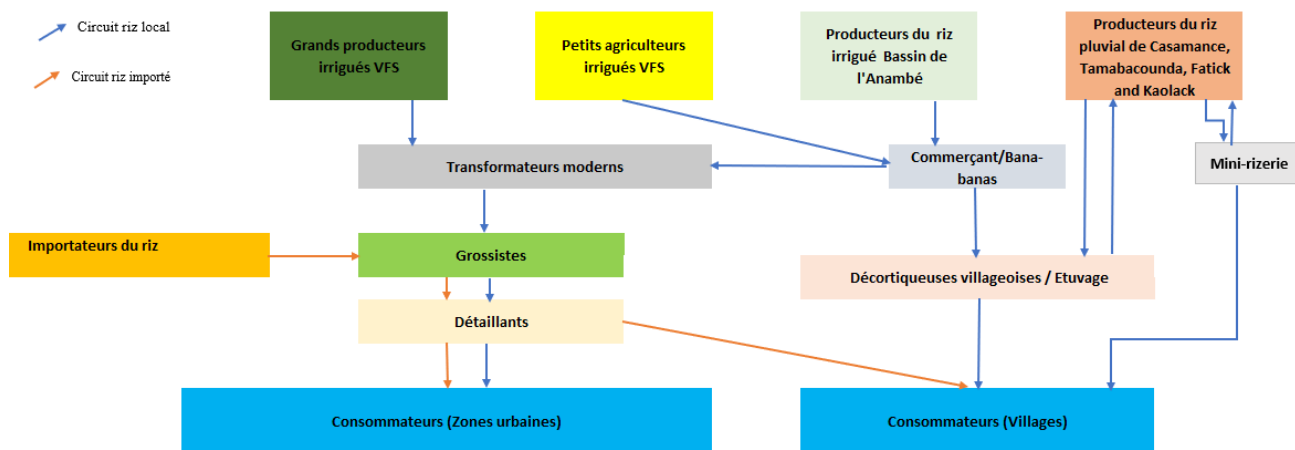 Circuit riz local
Circuit riz importé
Grands producteurs
irrigués VFS
Petits agriculteurs
irrigués VFS
Producteurs du riz
irrigué Bassin de
l'Anambé
Producteurs du riz
pluvial de Casamance,
Tamabacounda, Fatick
and Kaolack
Transformateurs moderns
Commerçant/Bana-
banas
Mini-rizerie
Importateurs du riz
Grossistes
Décortiqueuses villageoises / Etuvage
Détaillants
Consommateurs (Zones urbaines)
Consommateurs (Villages)